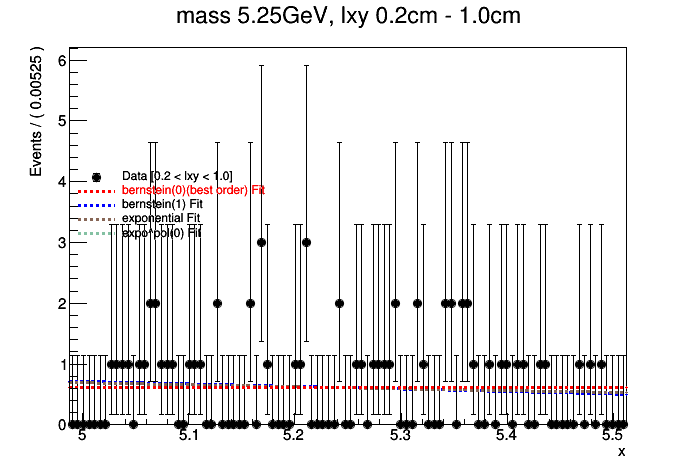 mass 5.25GeV, lxy 0.2cm - 1.0cm
Events / ( 0.00525 )
6
5
4
3
2
1
0
Data [0.2 < lxy < 1.0]
bernstein(0)(best order) Fit
bernstein(1) Fit
exponential Fit
expo*pol(0) Fit
5
5.1
5.2
5.3
5.4
5.5
x